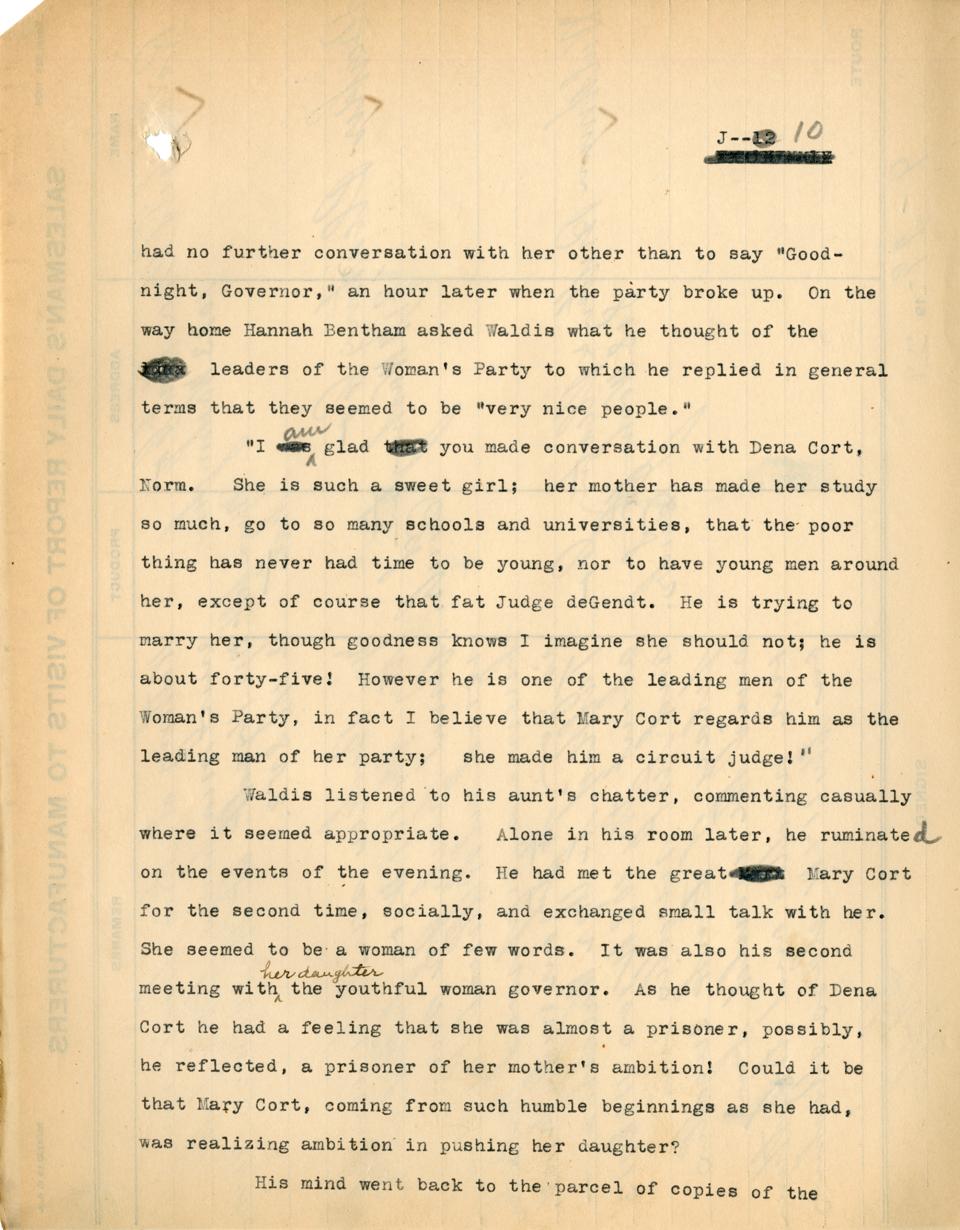 J-- 10
had no further conversation with her other than to say "Good-
night, Governor," an hour later when the party broke up.  On the
way home Hannah Bentham asked Waldis what he thought of the
leaders of the Woman's Party to which he replied in general
terms that they seemed to be "very nice people."
am
"I was glad that you made conversation with Dena Cort,
Norm.  She is such a sweet girl;  her mother has made her study
so much, go to so many schools and universities, that the poor
thing has never had time to be young, nor to have young men around
her, except of course that fat Judge deGendt.  He is trying to
marry her, though goodness knows I imagine she should not; he is
about forty-five!  However he is one of the leading men of the
Woman's Party, in fact I believe that Mary Cort regards him as the
leading man of her party;  she made him a circuit judge!"
Waldis listened to his aunt's chatter, commenting casually
where it seemed appropriate.  Alone in his room later, he ruminated
on the events of the evening.  He had met the great Mary Cort
for the second time, socially, and exchanged small talk with her.
She seemed to be a woman of few words.  It was also his second
her daughter
meeting with the youthful woman governor.  As he thought of Dena
Cort he had a feeling that she was almost a prisoner, possibly,
he reflected, a prisoner of her mother's ambition!  Could it be
that Mary Cort, coming from such humble beginnings as she had,
was realizing ambition in pushing her daughter?
His mind went back to the parcel of copies of the
SALESMAN'S DAILY REPORT OF VISITS TO MANUFACTURERS
ROUTE
ADDRESS
PRODUCT
REMARKS